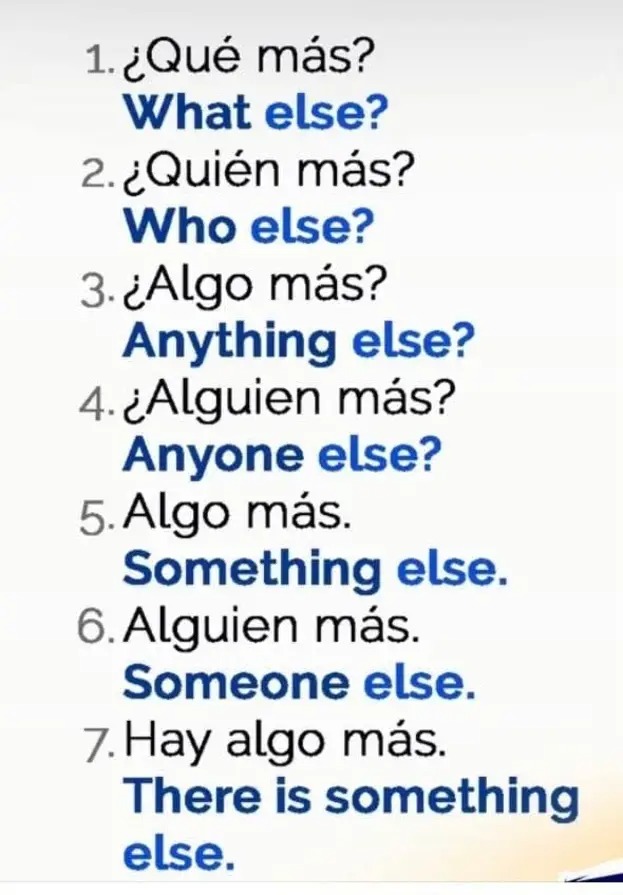 1. ¿Qué más?
What else?
2. ¿Quién más?
Who else?
3. ¿Algo más?
Anything else?
4. ¿Alguien más?
Anyone else?
5. Algo más.
Something else.
6. Alguien más.
Someone else.
7. Hay algo más.
There is something
else.